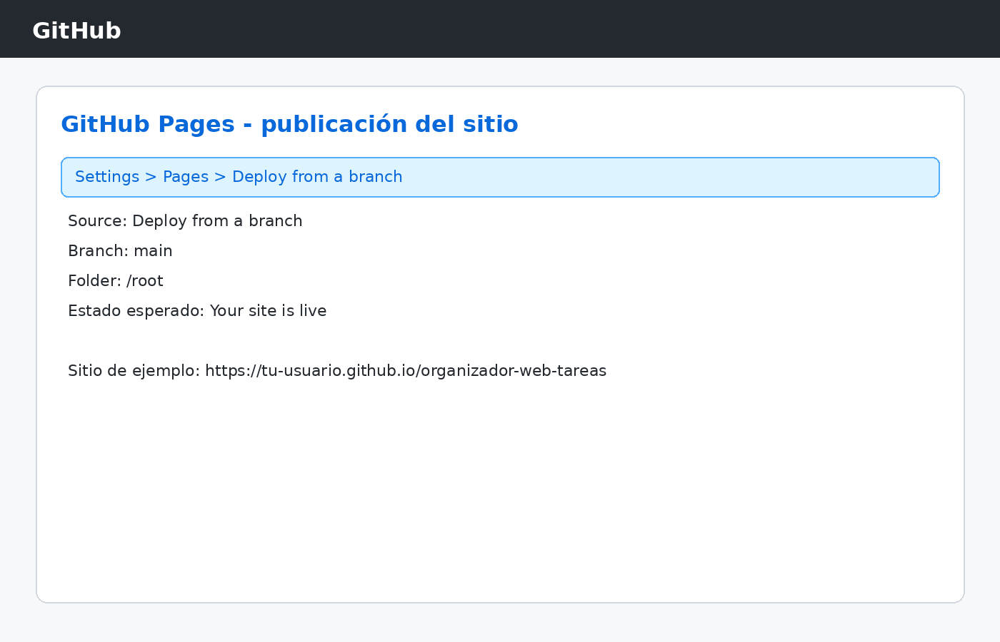 GitHub
GitHub Pages - publicación del sitio
Settings > Pages > Deploy from a branch
Source: Deploy from a branch
Branch: main
Folder: /root
Estado esperado: Your site is live
Sitio de ejemplo: https://tu-usuario.github.io/organizador-web-tareas